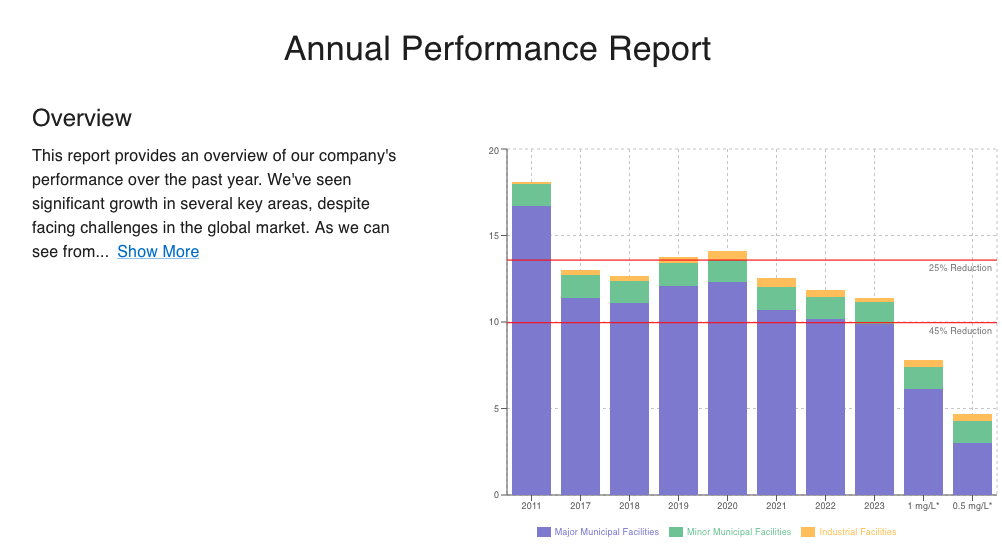 Annual Performance Report
Overview
This report provides an overview of our company's
performance over the past year. We've seen
significant growth in several key areas, despite
facing challenges in the global market. As we can
see from... Show More
20
15
10
5
0
25% Reduction
45% Reduction
2011 2017 2018 2019 2020 2021 2022 2023 1 mg/L* 0.5 mg/L*
Major Municipal Facilities Minor Municipal Facilities Industrial Facilities